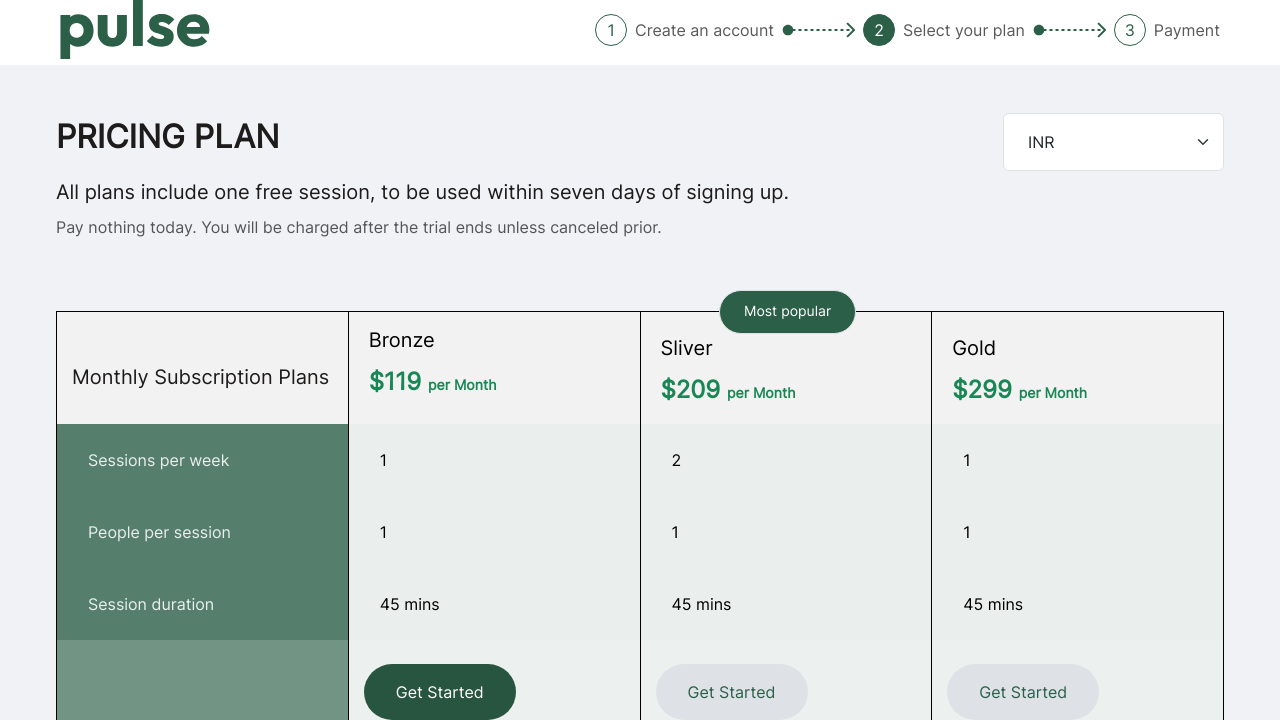 pulse
1 Create an account 2 Select your plan 3 Payment
PRICING PLAN
INR
All plans include one free session, to be used within seven days of signing up.
Pay nothing today. You will be charged after the trial ends unless canceled prior.
Most popular
Monthly Subscription Plans
Bronze
$119 per Month
Sliver
$209 per Month
Gold
$299 per Month
Sessions per week 1 2 1
People per session 1 1 1
Session duration 45 mins 45 mins 45 mins
Get Started Get Started Get Started